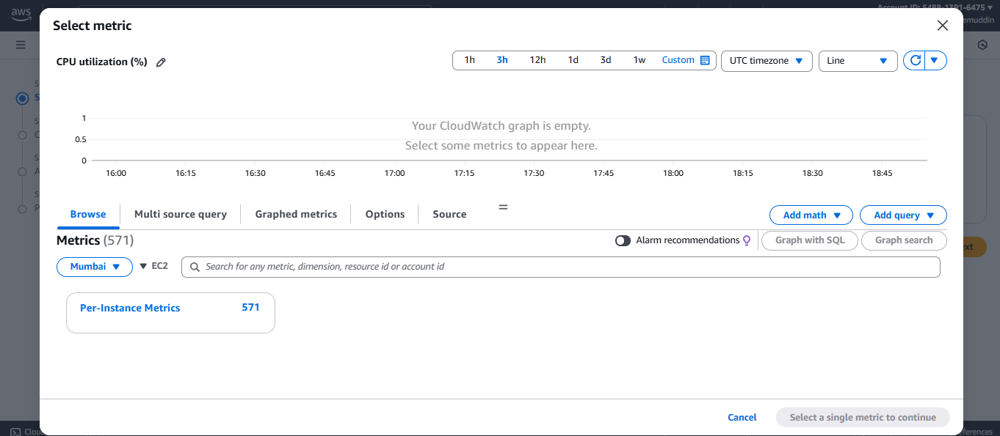 aws
Account ID: 5488-1391-6475
emuddin
Select metric
CPU utilization (%)
1h 3h 12h 1d 3d 1w Custom UTC timezone Line
1
0.5
0
Your CloudWatch graph is empty.
Select some metrics to appear here.
16:00 16:15 16:30 16:45 17:00 17:15 17:30 17:45 18:00 18:15 18:30 18:45
Browse Multi source query Graphed metrics Options Source Add math Add query
Metrics (571) Alarm recommendations Graph with SQL Graph search
Mumbai EC2 Search for any metric, dimension, resource id or account id
Per-Instance Metrics 571
ext
Cancel Select a single metric to continue
Clou
eferences